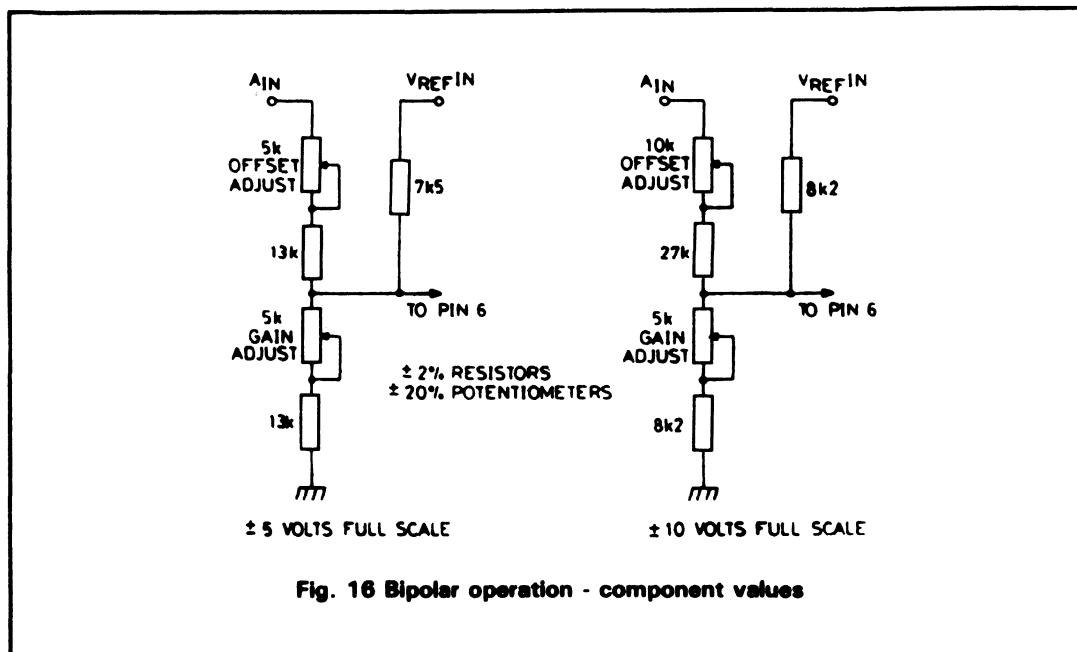 AIN
VREFIN
5k
OFFSET
ADJUST
7k5
13k
TO PIN 6
5k
GAIN
ADJUST
13k
± 5 VOLTS FULL SCALE
± 2% RESISTORS
± 20% POTENTIOMETERS
AIN
VREFIN
10k
OFFSET
ADJUST
8k2
27k
TO PIN 6
5k
GAIN
ADJUST
8k2
± 10 VOLTS FULL SCALE
Fig. 16 Bipolar operation - component values